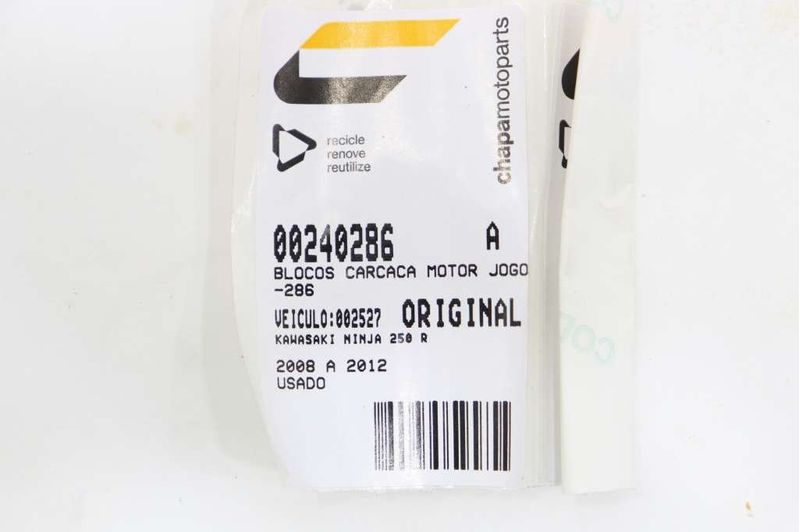 chapamotoparts
recicle
renove
reutilize
00240286 A
BLOCOS CARCACA MOTOR JOGO
-286
VEICULO:002527 ORIGINAL
KAWASAKI NINJA 250 R
2008 A 2012
USADO